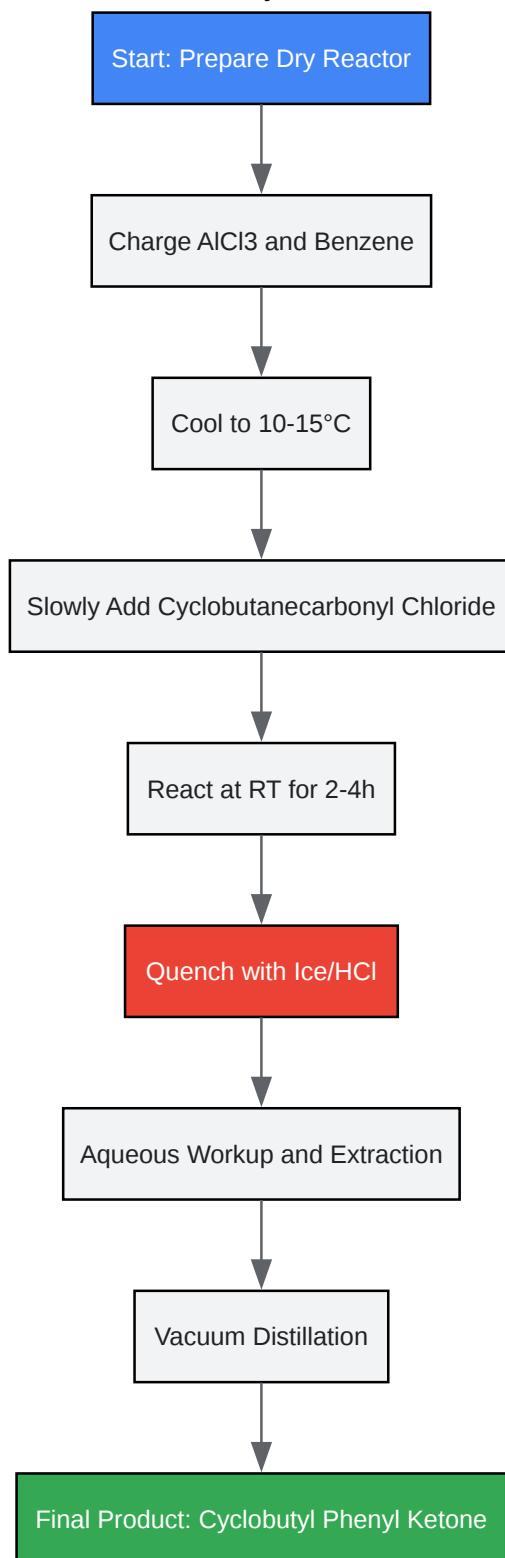 Start: Prepare Dry Reactor
Charge AlCl3 and Benzene
Cool to 10-15°C
Slowly Add Cyclobutanecarbonyl Chloride
React at RT for 2-4h
Quench with Ice/HCl
Aqueous Workup and Extraction
Vacuum Distillation
Final Product: Cyclobutyl Phenyl Ketone